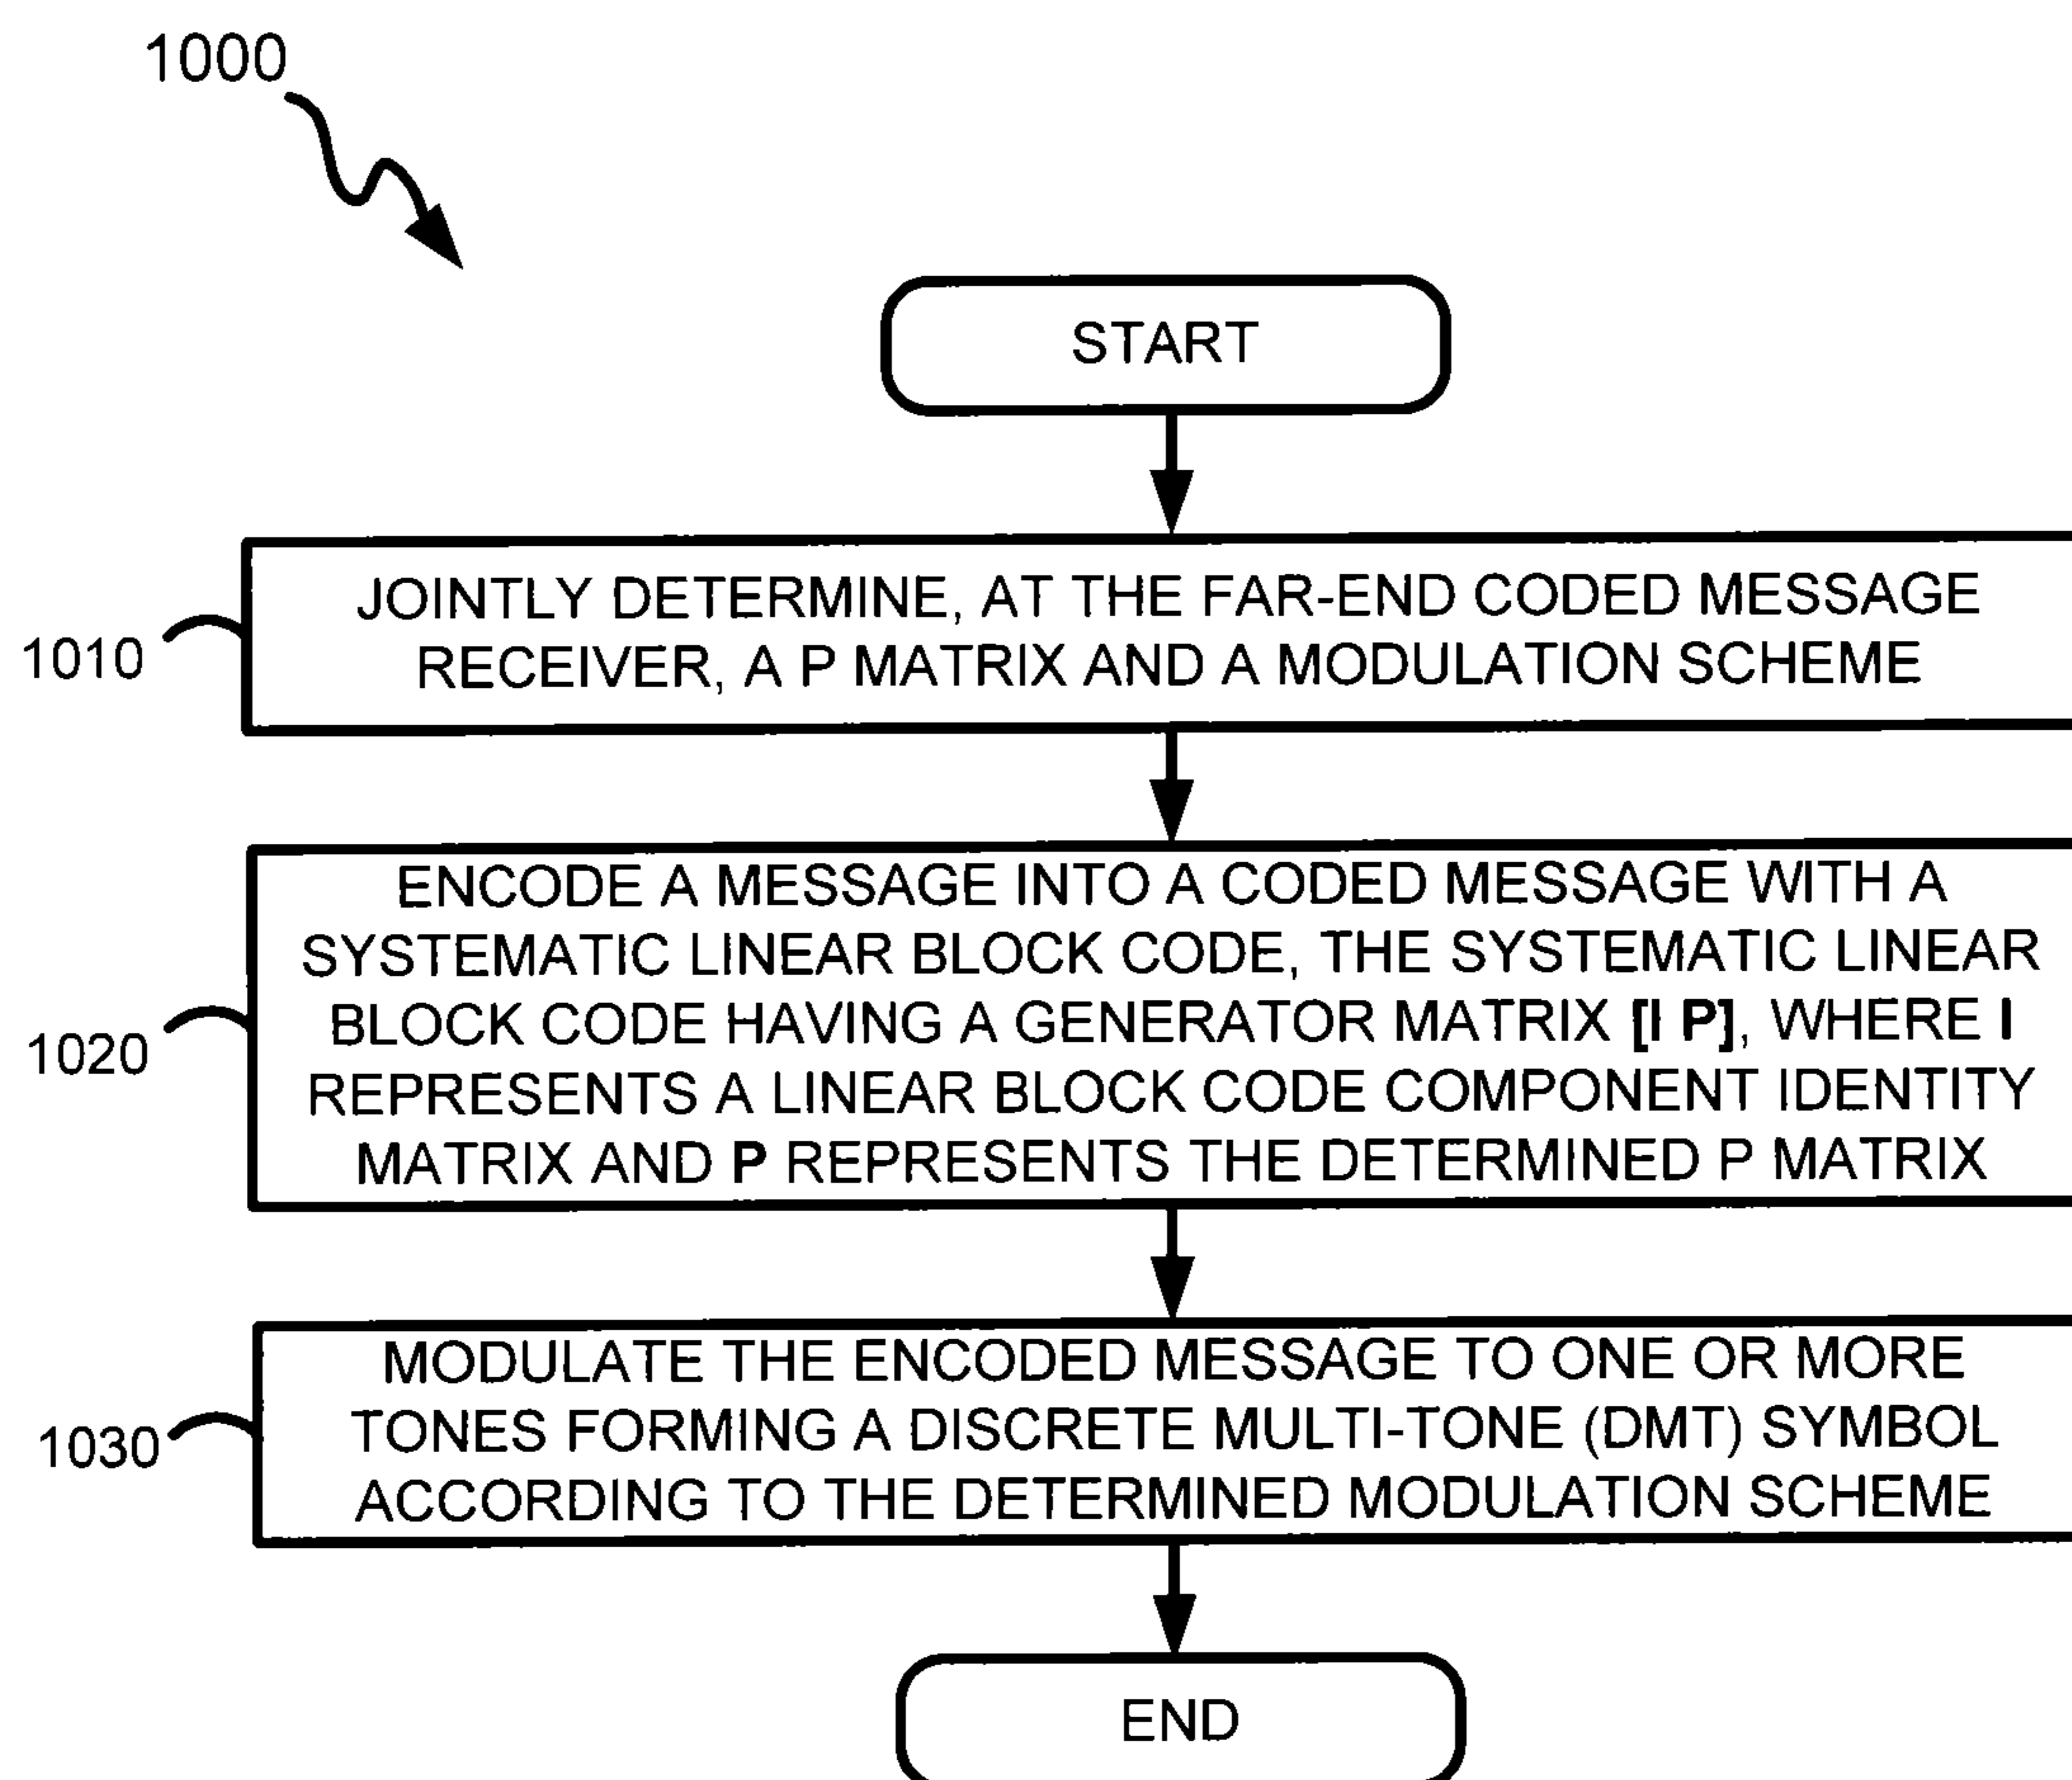 1000
START
1010
JOINTLY DETERMINE, AT THE FAR-END CODED MESSAGE
RECEIVER, A P MATRIX AND A MODULATION SCHEME
1020
ENCODE A MESSAGE INTO A CODED MESSAGE WITH A
SYSTEMATIC LINEAR BLOCK CODE, THE SYSTEMATIC LINEAR
BLOCK CODE HAVING A GENERATOR MATRIX [I P], WHERE I
REPRESENTS A LINEAR BLOCK CODE COMPONENT IDENTITY
MATRIX AND P REPRESENTS THE DETERMINED P MATRIX
1030
MODULATE THE ENCODED MESSAGE TO ONE OR MORE
TONES FORMING A DISCRETE MULTI-TONE (DMT) SYMBOL
ACCORDING TO THE DETERMINED MODULATION SCHEME
END